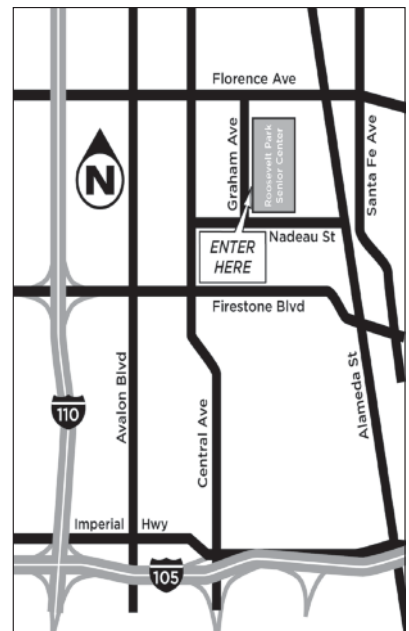 Florence Ave
Graham Ave
Roosevelt Park
Senior Center
Santa Fe Ave
N
Nadeau St
ENTER
HERE
Firestone Blvd
Avalon Blvd
Central Ave
Alameda St
110
Imperial Hwy
105